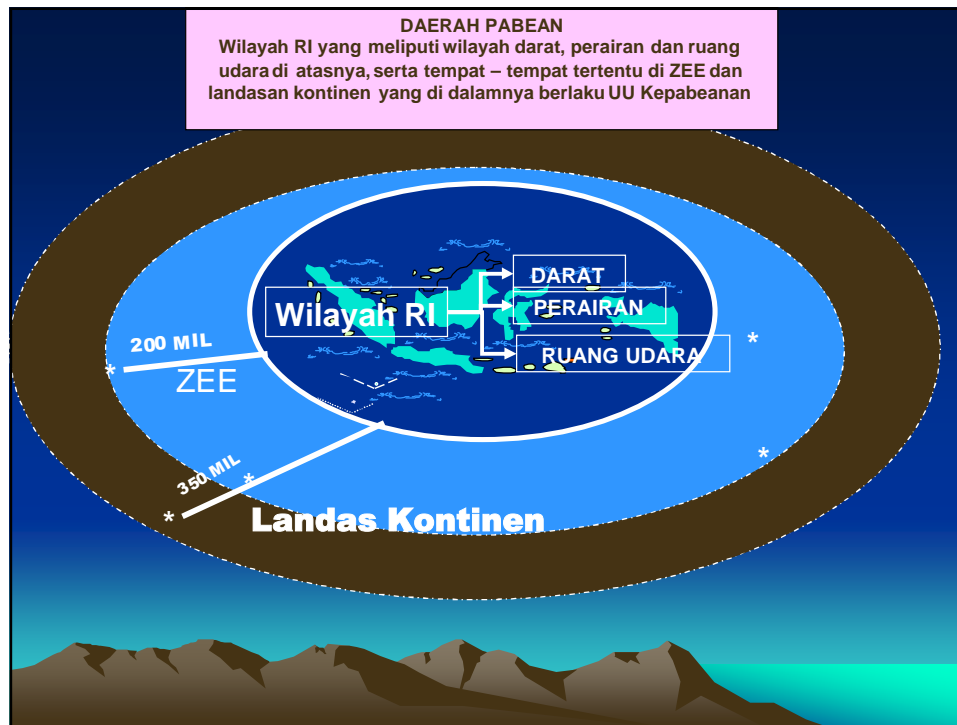 DAERAH PABEAN
Wilayah RI yang meliputi wilayah darat, perairan dan ruang
udara di atasnya, serta tempat – tempat tertentu di ZEE dan
landasan kontinen yang di dalamnya berlaku UU Kepabeanan
DARAT
Wilayah RI
PERAIRAN
200 MIL
RUANG UDARA
ZEE
350 MIL
Landas Kontinen